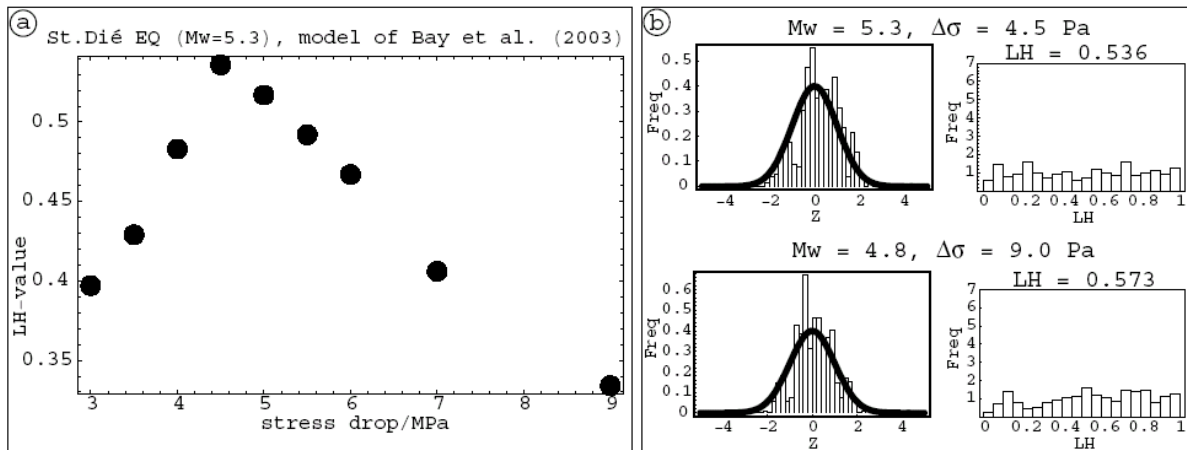 a
St.Dié EQ (Mw=5.3), model of Bay et al. (2003)
0.5
0.45
0.4
0.35
LH-value
3 4 5 6 7 8 9
stress drop/MPa
b
Mw = 5.3, Δσ = 4.5 Pa
0.5
0.4
0.3
0.2
0.1
0
Freq
-4 -2 0 2 4
Z
LH = 0.536
7
6
5
4
3
2
1
Freq
0 0.2 0.4 0.6 0.8 1
LH
Mw = 4.8, Δσ = 9.0 Pa
0.6
0.5
0.4
0.3
0.2
0.1
0
Freq
-4 -2 0 2 4
Z
LH = 0.573
7
6
5
4
3
2
1
Freq
0 0.2 0.4 0.6 0.8 1
LH